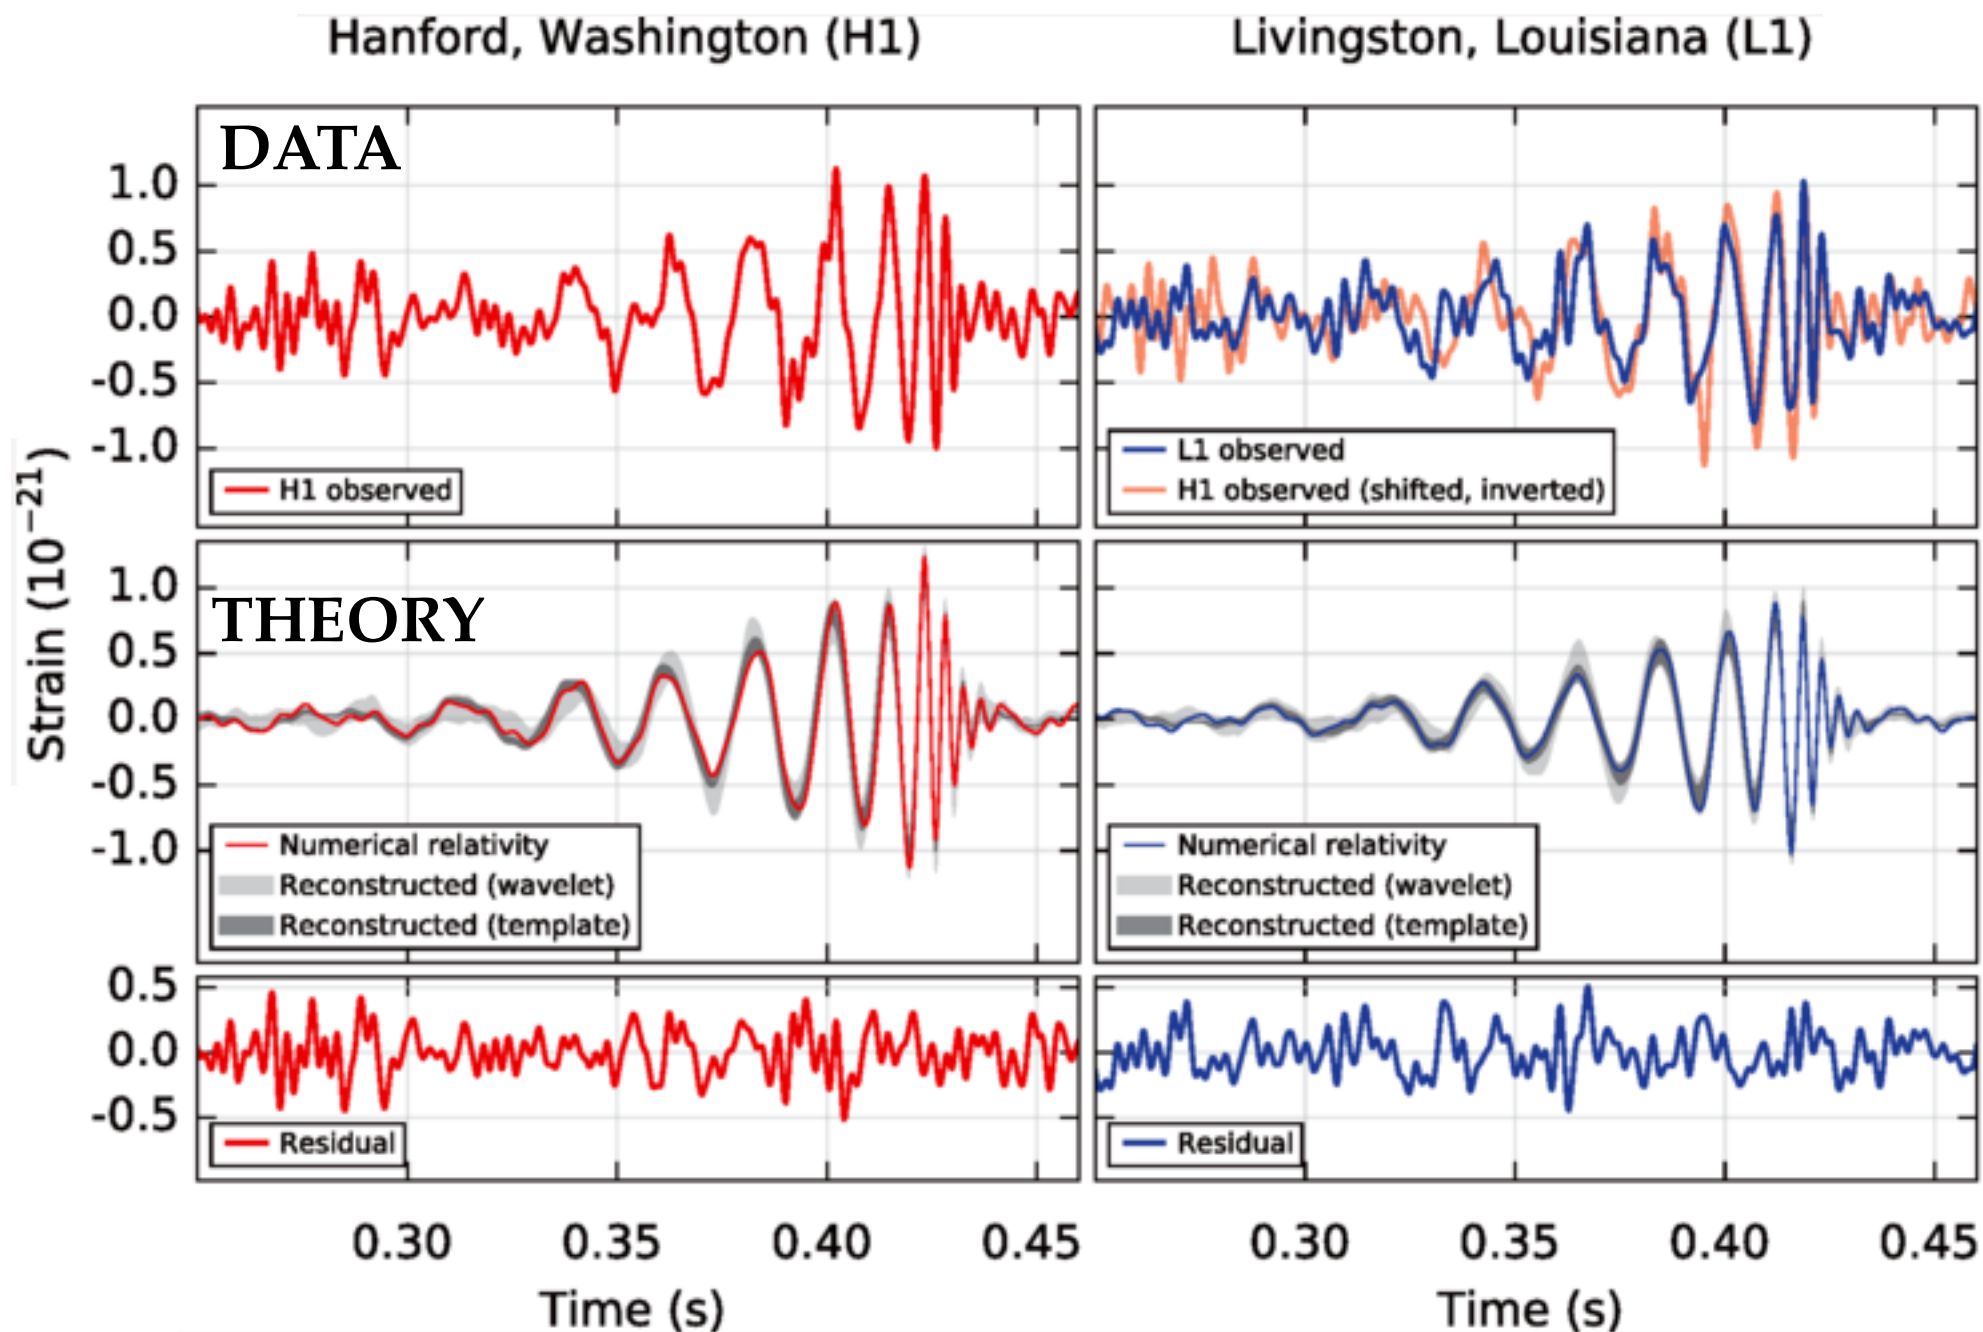 Hanford, Washington (H1)
Livingston, Louisiana (L1)
Strain (10⁻²¹)
DATA
1.0
0.5
0.0
-0.5
-1.0
H1 observed
L1 observed
H1 observed (shifted, inverted)
THEORY
1.0
0.5
0.0
-0.5
-1.0
Numerical relativity
Reconstructed (wavelet)
Reconstructed (template)
Numerical relativity
Reconstructed (wavelet)
Reconstructed (template)
0.5
0.0
-0.5
Residual
Residual
0.30 0.35 0.40 0.45
0.30 0.35 0.40 0.45
Time (s)
Time (s)